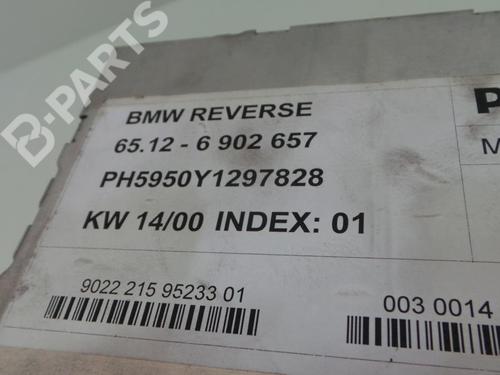 B-PARTS
BMW REVERSE
65.12 - 6 902 657
PH5950Y1297828
KW 14/00 INDEX: 01
9022 215 95233 01
P
M
003 0014